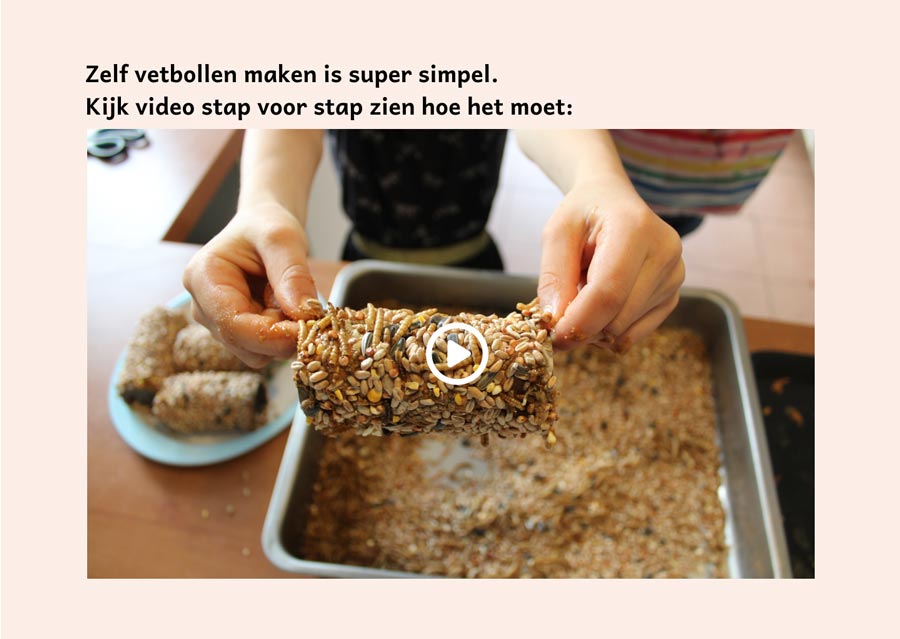 Zelf vetbollen maken is super simpel.
Kijk video stap voor stap zien hoe het moet: